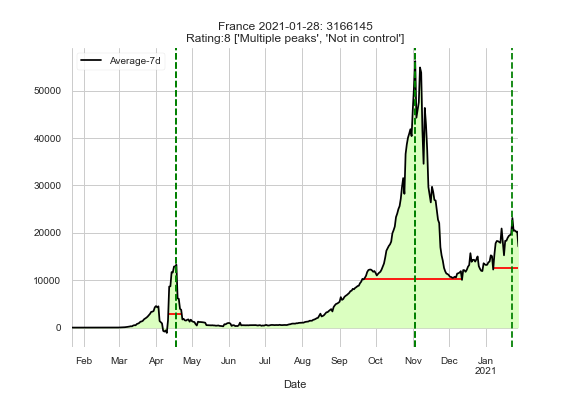 France 2021-01-28: 3166145
Rating:8 ['Multiple peaks', 'Not in control']
Average-7d
50000
40000
30000
20000
10000
0
Feb Mar Apr May Jun Jul Aug Sep Oct Nov Dec Jan
2021
Date